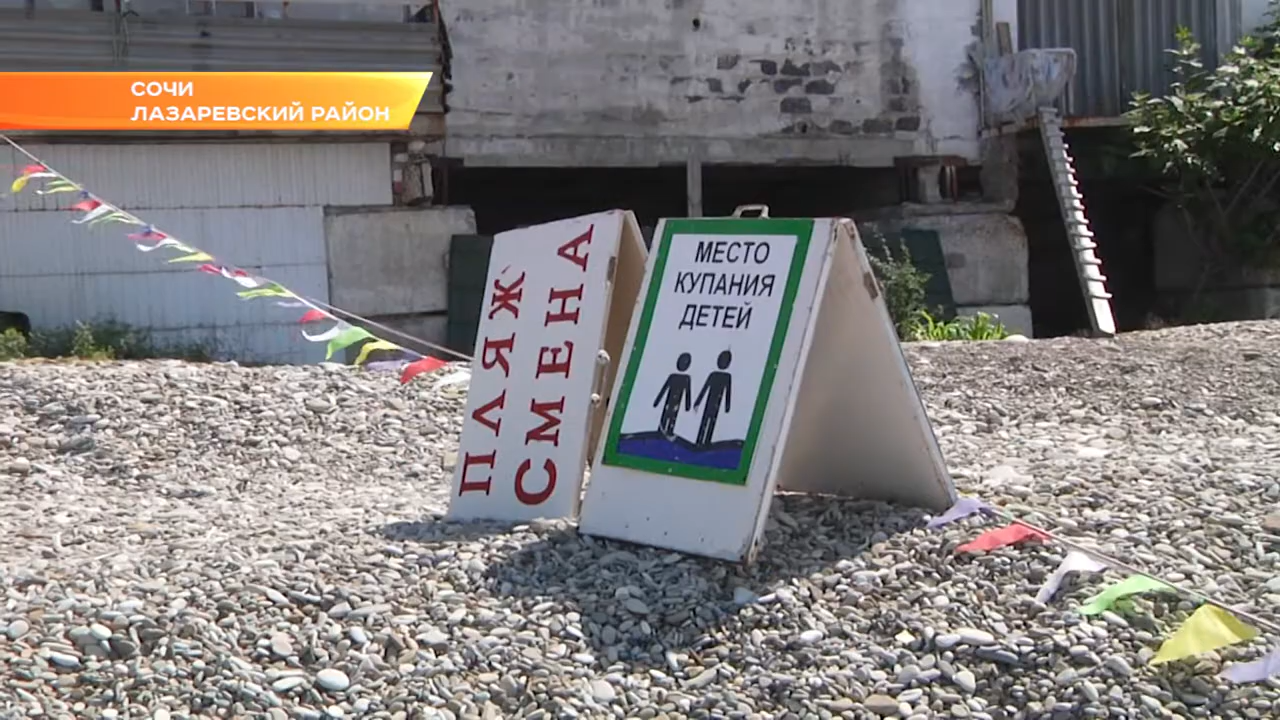 СОЧИ
ЛАЗАРЕВСКИЙ РАЙОН
ПЛЯЖ
СМЕНА
МЕСТО
КУПАНИЯ
ДЕТЕЙ